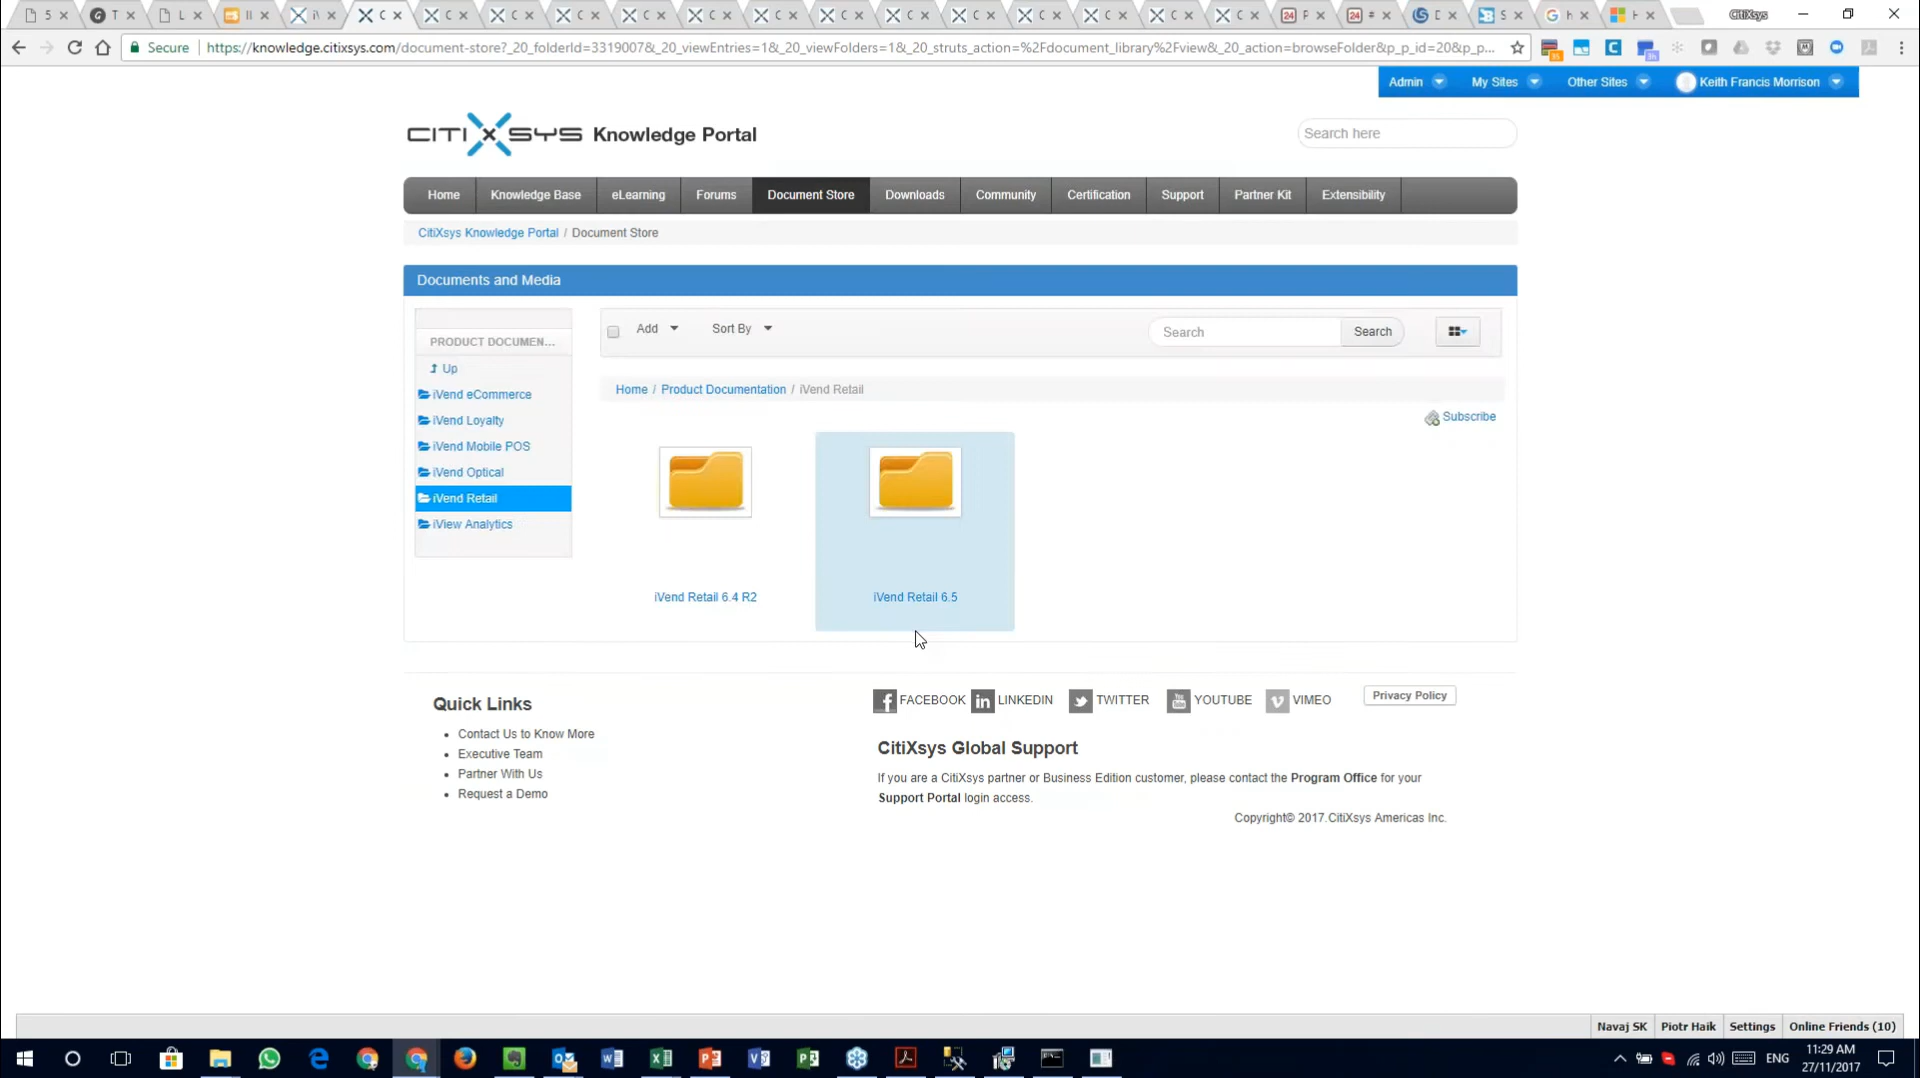 5
T
L
iV
C
C
C
C
C
C
C
C
C
C
C
C
C
C
P
#
D
S
h
H
CitiXsys
Secure
https://knowledge.citixsys.com/document-store?_20_folderId=3319007&_20_viewEntries=1&_20_viewFolders=1&_20_struts_action=%2Fdocument_library%2Fview&_20_action=browseFolder&p_p_id=20&p_p...
Admin
My Sites
Other Sites
Keith Francis Morrison
CITIXSYS Knowledge Portal
Search here
Home
Knowledge Base
eLearning
Forums
Document Store
Downloads
Community
Certification
Support
Partner Kit
Extensibility
CitiXsys Knowledge Portal / Document Store
Documents and Media
PRODUCT DOCUMEN...
Up
iVend eCommerce
iVend Loyalty
iVend Mobile POS
iVend Optical
iVend Retail
iView Analytics
Add
Sort By
Search
Search
Home / Product Documentation / iVend Retail
Subscribe
iVend Retail 6.4 R2
iVend Retail 6.5
Quick Links
Contact Us to Know More
Executive Team
Partner With Us
Request a Demo
FACEBOOK
LINKEDIN
TWITTER
YOUTUBE
VIMEO
Privacy Policy
CitiXsys Global Support
If you are a CitiXsys partner or Business Edition customer, please contact the Program Office for your
Support Portal login access.
Copyright© 2017.CitiXsys Americas Inc.
Navaj SK
Piotr Haik
Settings
Online Friends (10)
ENG
11:29 AM
27/11/2017